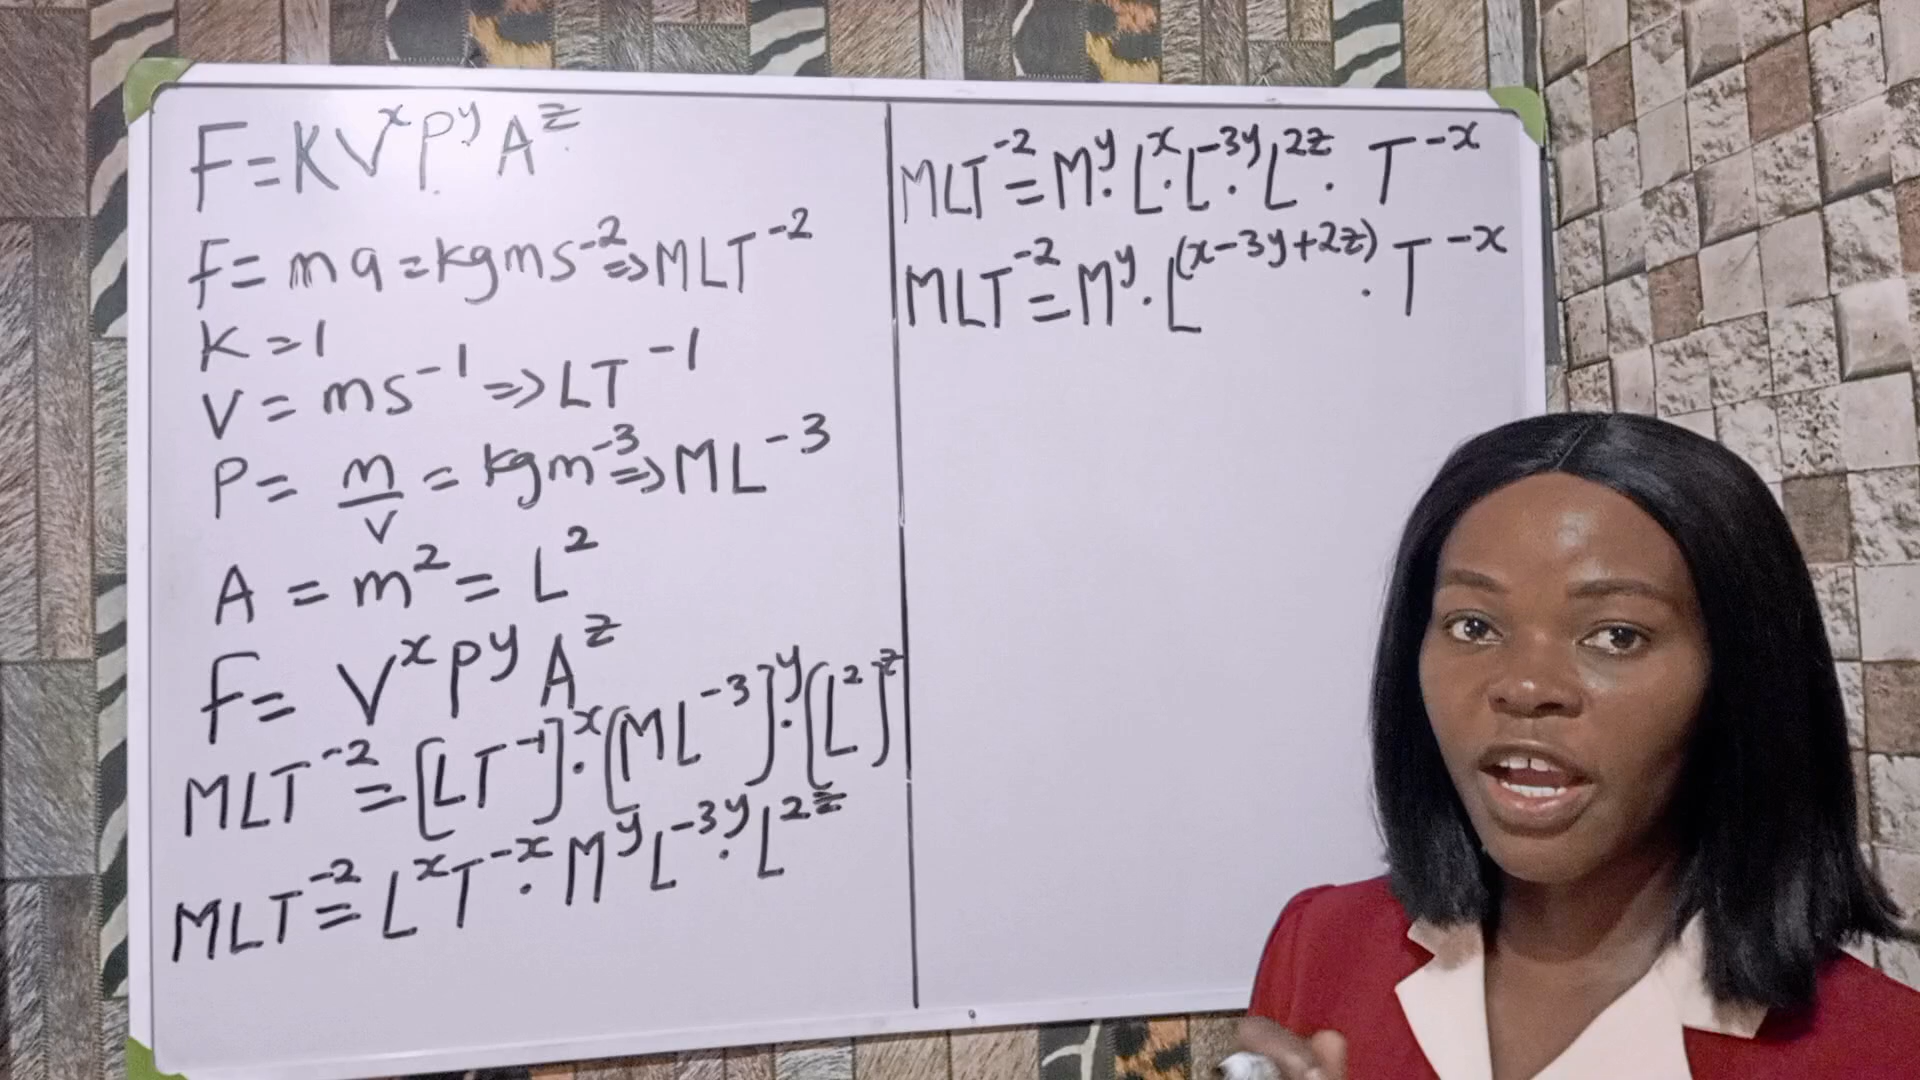 F=KV^x P^y A^z
F= ma=kgms^-2 ⇒MLT^-2
K=1
V= ms^-1 ⇒ LT^-1
P= m/v = kgm^-3 ⇒ ML^-3
A = m^2 = L^2
F= V^x P^y A^z
MLT^-2 = [LT^-1]^x . [ML^-3]^y . [L^2]^z
MLT^-2 = L^x T^-x . M^y L^-3y . L^2z
MLT^-2 = M^y . L^x . L^-3y . L^2z . T^-x
MLT^-2 = M^y . L^(x-3y+2z) . T^-x